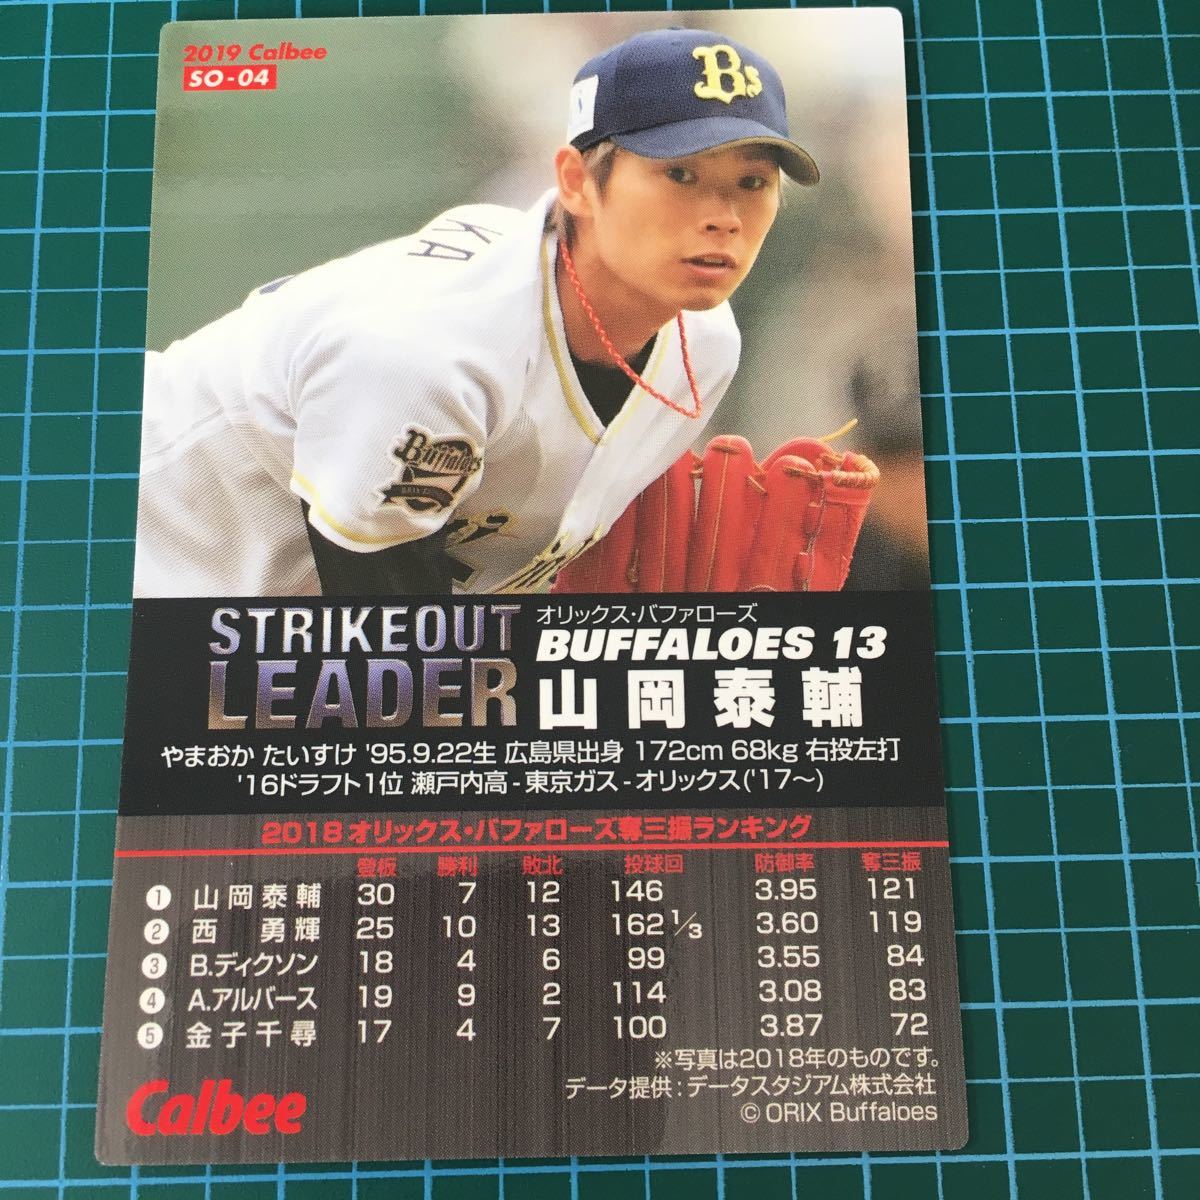 2019 Calbee
SO-04
Bs
KA
Buffaloes
STRIKEOUT
LEADER
オリックス・バファローズ
BUFFALOES 13
山岡泰輔
やまおか たいすけ '95.9.22生 広島県出身 172cm 68kg 右投左打
'16ドラフト1位 瀬戸内高-東京ガス-オリックス('17〜)
2018オリックス・バファローズ奪三振ランキング
登板 勝利 敗北 投球回 防御率 奪三振
❶ 山岡泰輔 30 7 12 146 3.95 121
❷ 西 勇輝 25 10 13 162 1/3 3.60 119
❸ B.ディクソン 18 4 6 99 3.55 84
❹ A.アルバース 19 9 2 114 3.08 83
❺ 金子千尋 17 4 7 100 3.87 72
※写真は2018年のものです。
データ提供:データスタジアム株式会社
© ORIX Buffaloes
Calbee